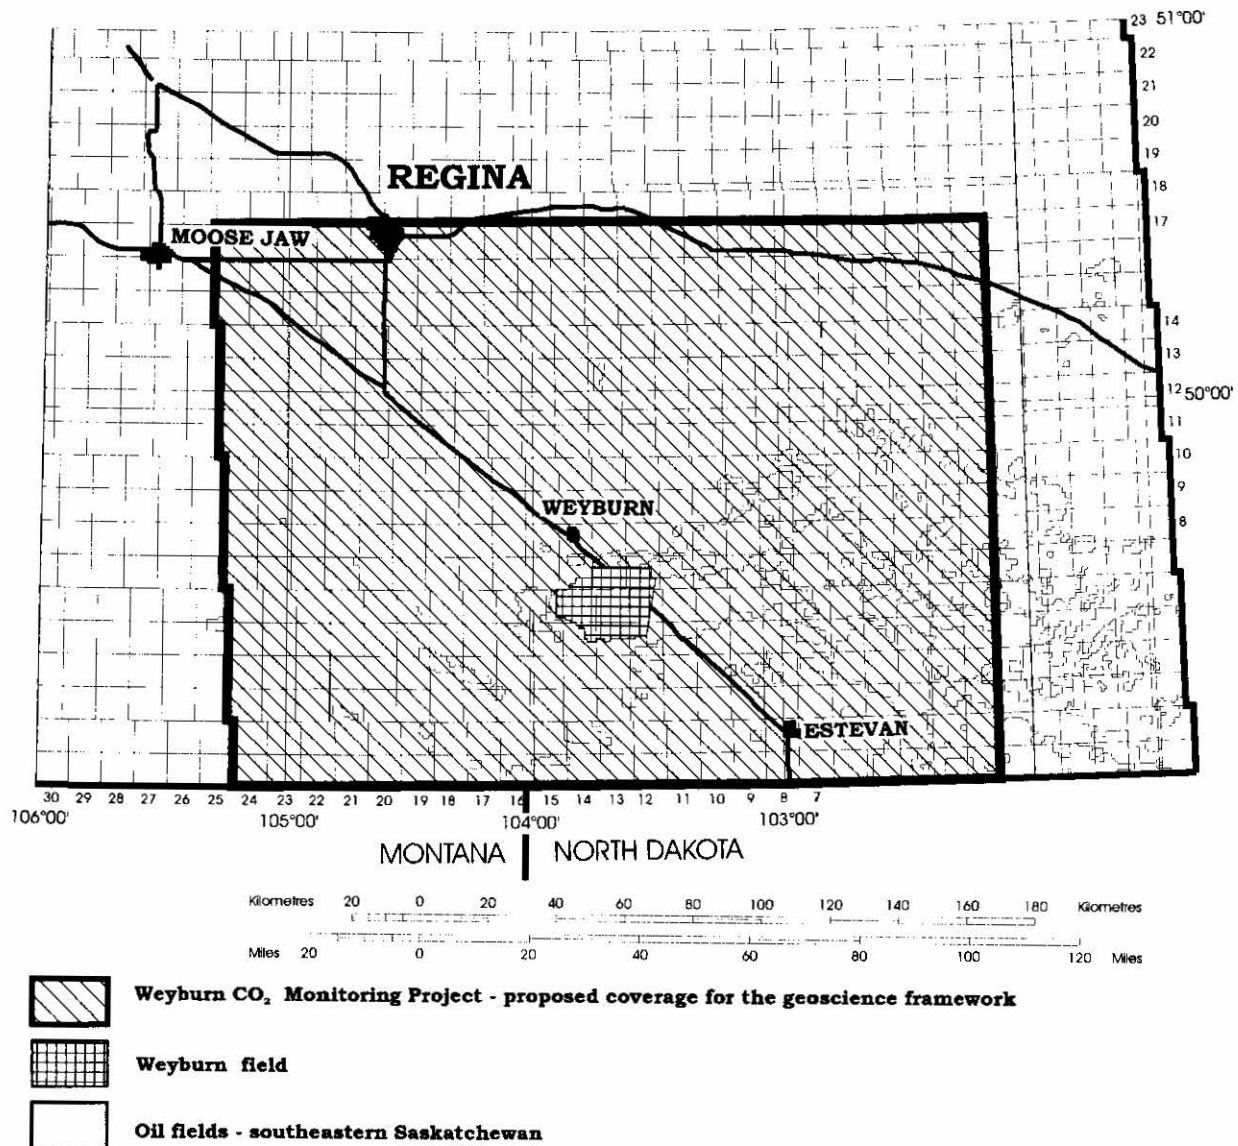 23 51°00'
22
21
20
19
18
17
REGINA
MOOSE JAW
14
13
12 50°00'
11
10
9
8
WEYBURN
ESTEVAN
30 29 28 27 26 25 24 23 22 21 20 19 18 17 16 15 14 13 12 11 10 9 8 7
106°00' 105°00' 104°00' 103°00'
MONTANA NORTH DAKOTA
Kilometres 20 0 20 40 60 80 100 120 140 160 180 Kilometres
Miles 20 0 20 40 60 80 100 120 Miles
Weyburn CO₂ Monitoring Project - proposed coverage for the geoscience framework
Weyburn field
Oil fields - southeastern Saskatchewan